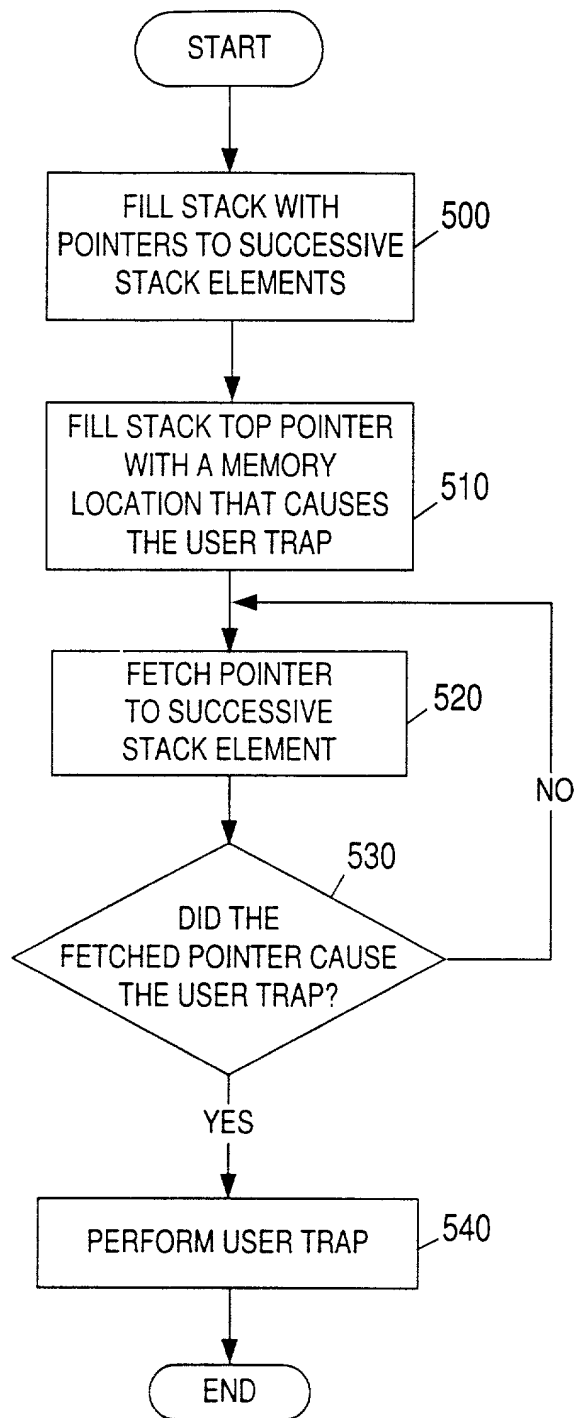 START
FILL STACK WITH
POINTERS TO SUCCESSIVE
STACK ELEMENTS
500
FILL STACK TOP POINTER
WITH A MEMORY
LOCATION THAT CAUSES
THE USER TRAP
510
FETCH POINTER
TO SUCCESSIVE
STACK ELEMENT
520
NO
530
DID THE
FETCHED POINTER CAUSE
THE USER TRAP?
YES
PERFORM USER TRAP
540
END